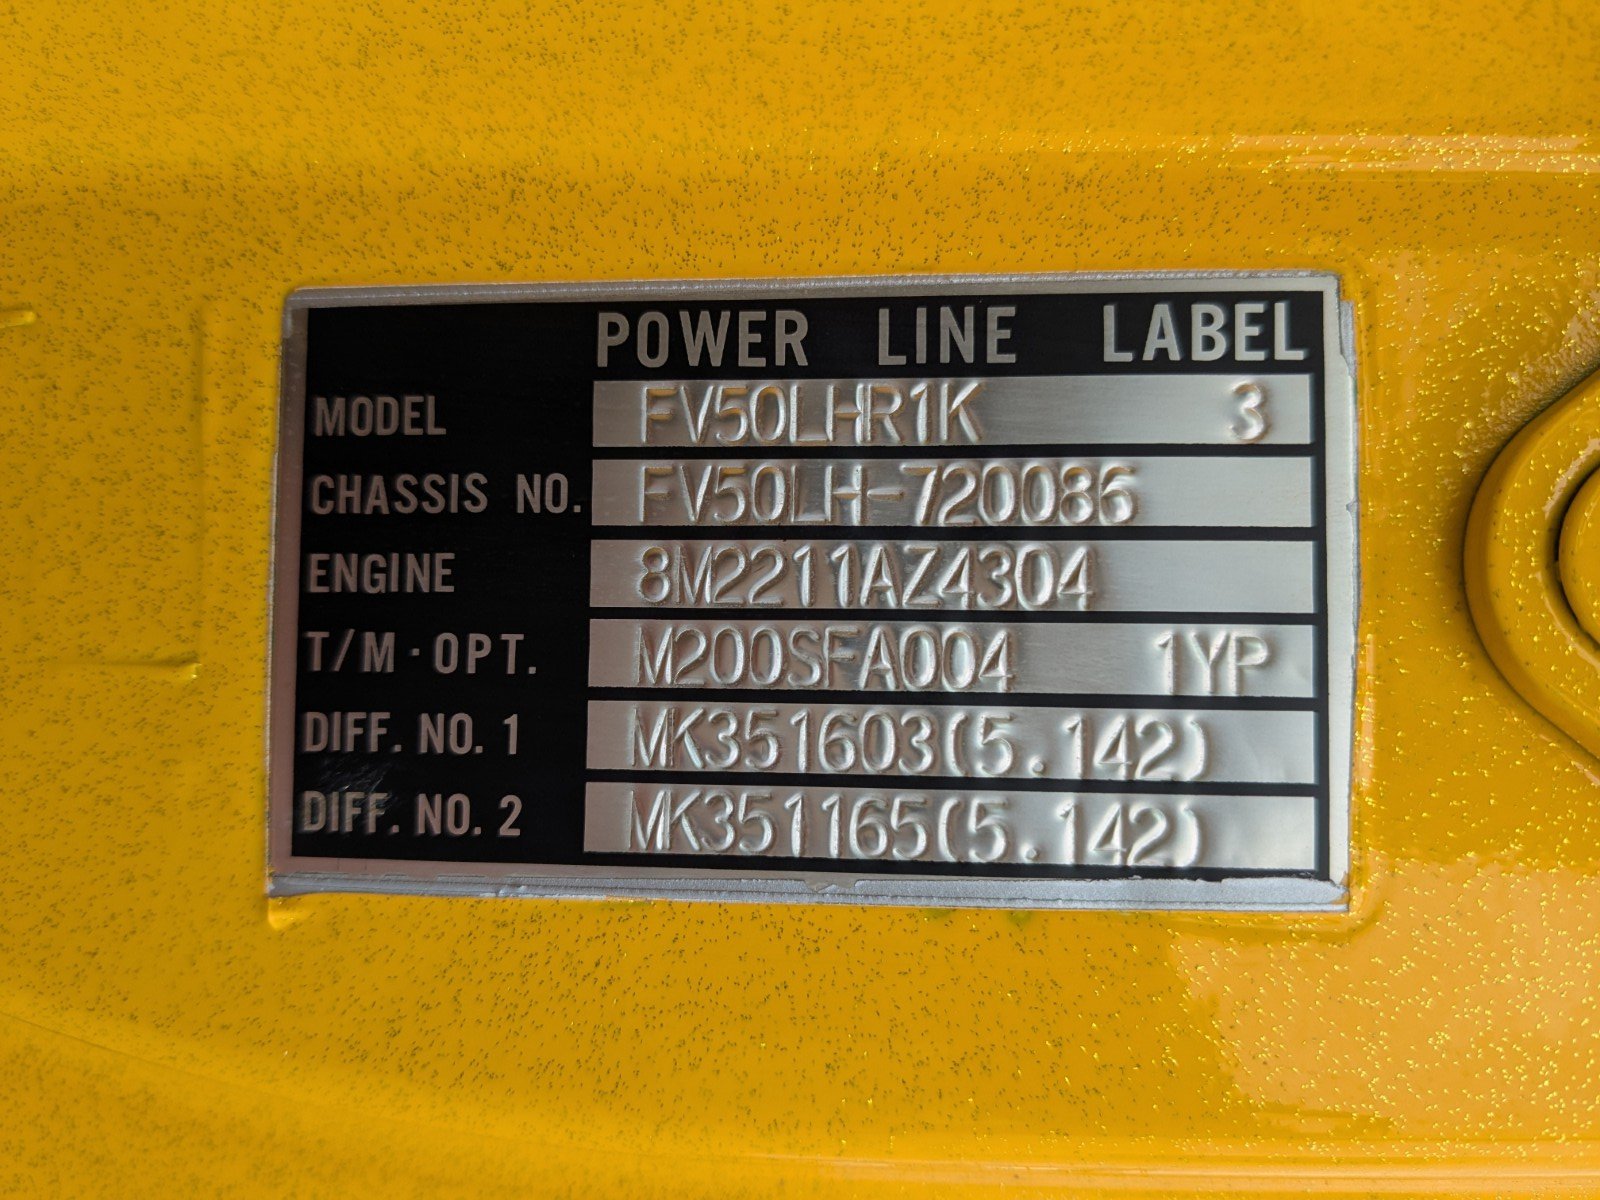 POWER LINE LABEL
MODEL FV50LHR1K 3
CHASSIS NO. FV50LH-720086
ENGINE 8M2211AZ4304
T/M·OPT. M200SFA004 1YP
DIFF. NO. 1 MK351603(5.142)
DIFF. NO. 2 MK351165(5.142)